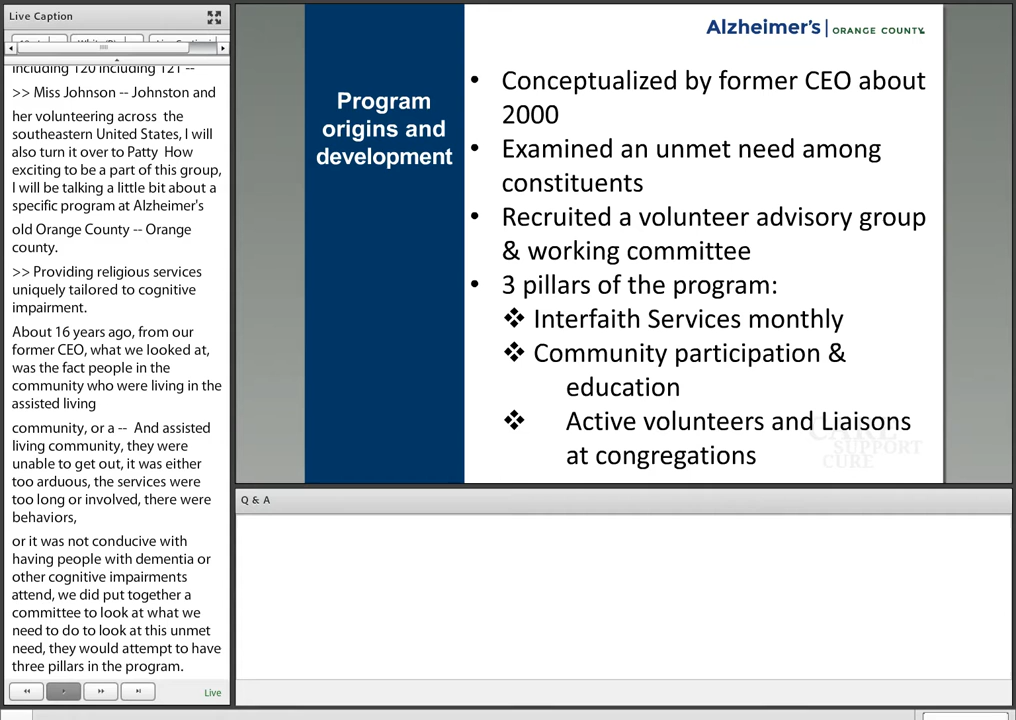 Live Caption
including 120 including 121 --
>> Miss Johnson -- Johnston and
her volunteering across the
southeastern United States, I will
also turn it over to Patty How
exciting to be a part of this group,
I will be talking a little bit about a
specific program at Alzheimer's
old Orange County -- Orange
county.
>> Providing religious services
uniquely tailored to cognitive
impairment.
About 16 years ago, from our
former CEO, what we looked at,
was the fact people in the
community who were living in the
assisted living
community, or a -- And assisted
living community, they were
unable to get out, it was either
too arduous, the services were
too long or involved, there were
behaviors,
or it was not conducive with
having people with dementia or
other cognitive impairments
attend, we did put together a
committee to look at what we
need to do to look at this unmet
need, they would attempt to have
three pillars in the program.
Live
Alzheimer's | ORANGE COUNTY
Program
origins and
development
• Conceptualized by former CEO about
2000
• Examined an unmet need among
constituents
• Recruited a volunteer advisory group
& working committee
• 3 pillars of the program:
❖ Interfaith Services monthly
❖ Community participation &
education
❖ Active volunteers and Liaisons
at congregations
CARE
SUPPORT
CURE
Q & A